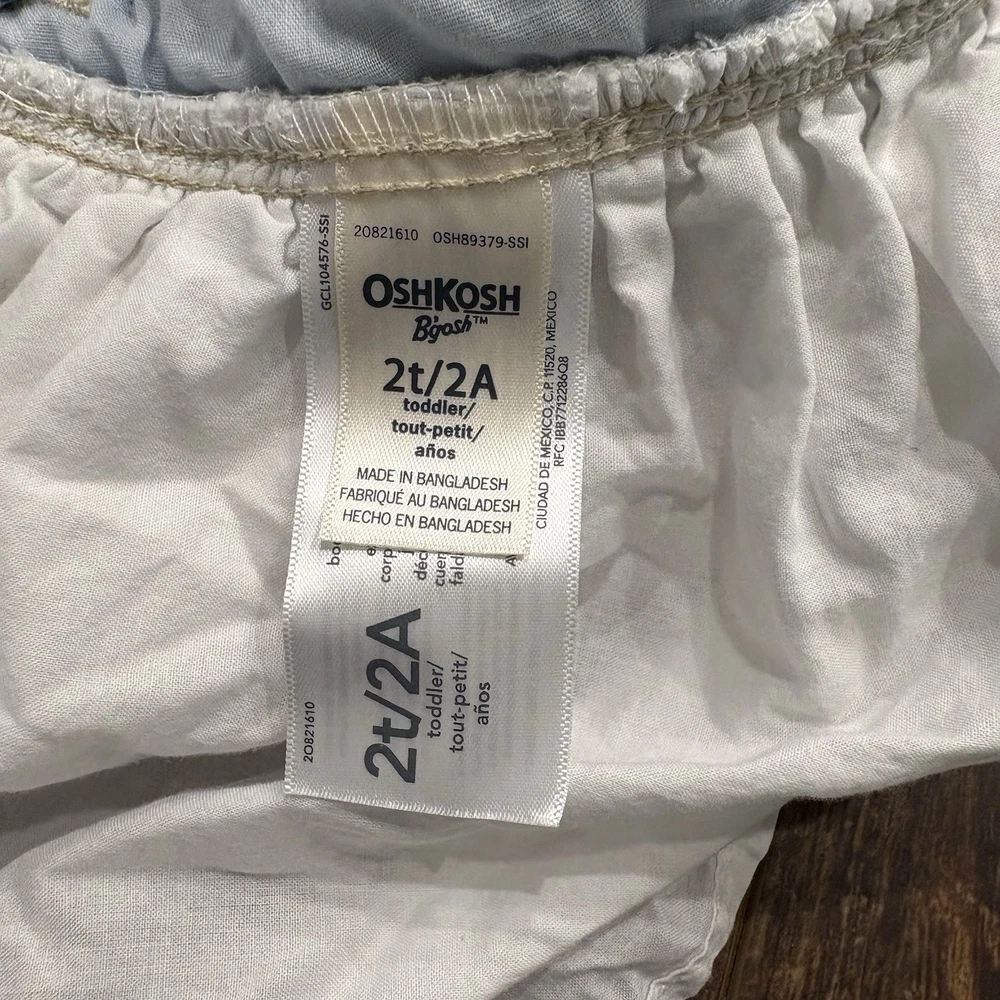 GCL104576-SSI
20821610 OSH89379-SSI
OSHKOSH
B'gosh™
2t/2A
toddler/
tout-petit/
años
MADE IN BANGLADESH
FABRIQUÉ AU BANGLADESH
HECHO EN BANGLADESH
CIUDAD DE MEXICO, C.P. 11520, MEXICO
RFC IBB7712286Q8
20821610
2t/2A
toddler/
tout-petit/
años